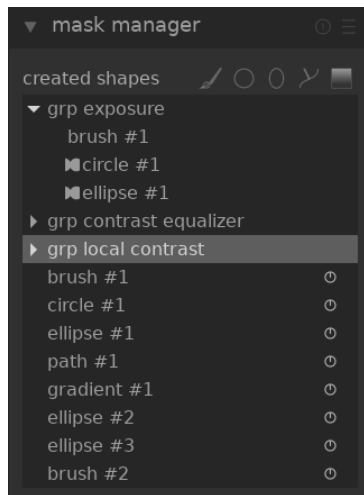 mask manager
created shapes
grp exposure
brush #1
circle #1
ellipse #1
grp contrast equalizer
grp local contrast
brush #1
circle #1
ellipse #1
path #1
gradient #1
ellipse #2
ellipse #3
brush #2